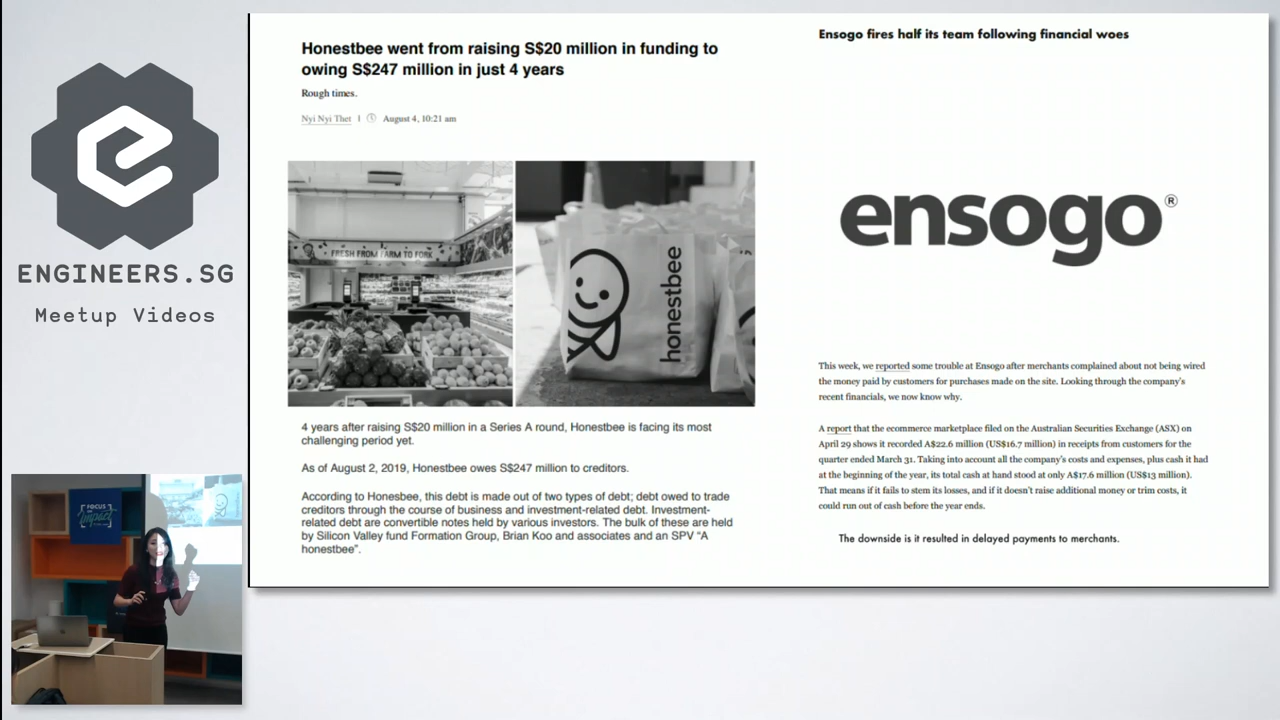 ENGINEERS.SG
Meetup Videos
Honestbee went from raising S$20 million in funding to
owing S$247 million in just 4 years
Rough times.
Nyi Nyi Thet | August 4, 10:21 am
FRESH FROM FARM TO FORK
honestbee
4 years after raising S$20 million in a Series A round, Honestbee is facing its most
challenging period yet.
As of August 2, 2019, Honestbee owes S$247 million to creditors.
According to Honesbee, this debt is made out of two types of debt; debt owed to trade
creditors through the course of business and investment-related debt. Investment-
related debt are convertible notes held by various investors. The bulk of these are held
by Silicon Valley fund Formation Group, Brian Koo and associates and an SPV “A
honestbee”.
Ensogo fires half its team following financial woes
ensogo®
This week, we reported some trouble at Ensogo after merchants complained about not being wired
the money paid by customers for purchases made on the site. Looking through the company's
recent financials, we now know why.
A report that the ecommerce marketplace filed on the Australian Securities Exchange (ASX) on
April 29 shows it recorded A$22.6 million (US$16.7 million) in receipts from customers for the
quarter ended March 31. Taking into account all the company's costs and expenses, plus cash it had
at the beginning of the year, its total cash at hand stood at only A$17.6 million (US$13 million).
That means if it fails to stem its losses, and if it doesn't raise additional money or trim costs, it
could run out of cash before the year ends.
The downside is it resulted in delayed payments to merchants.
FOCUS
impact